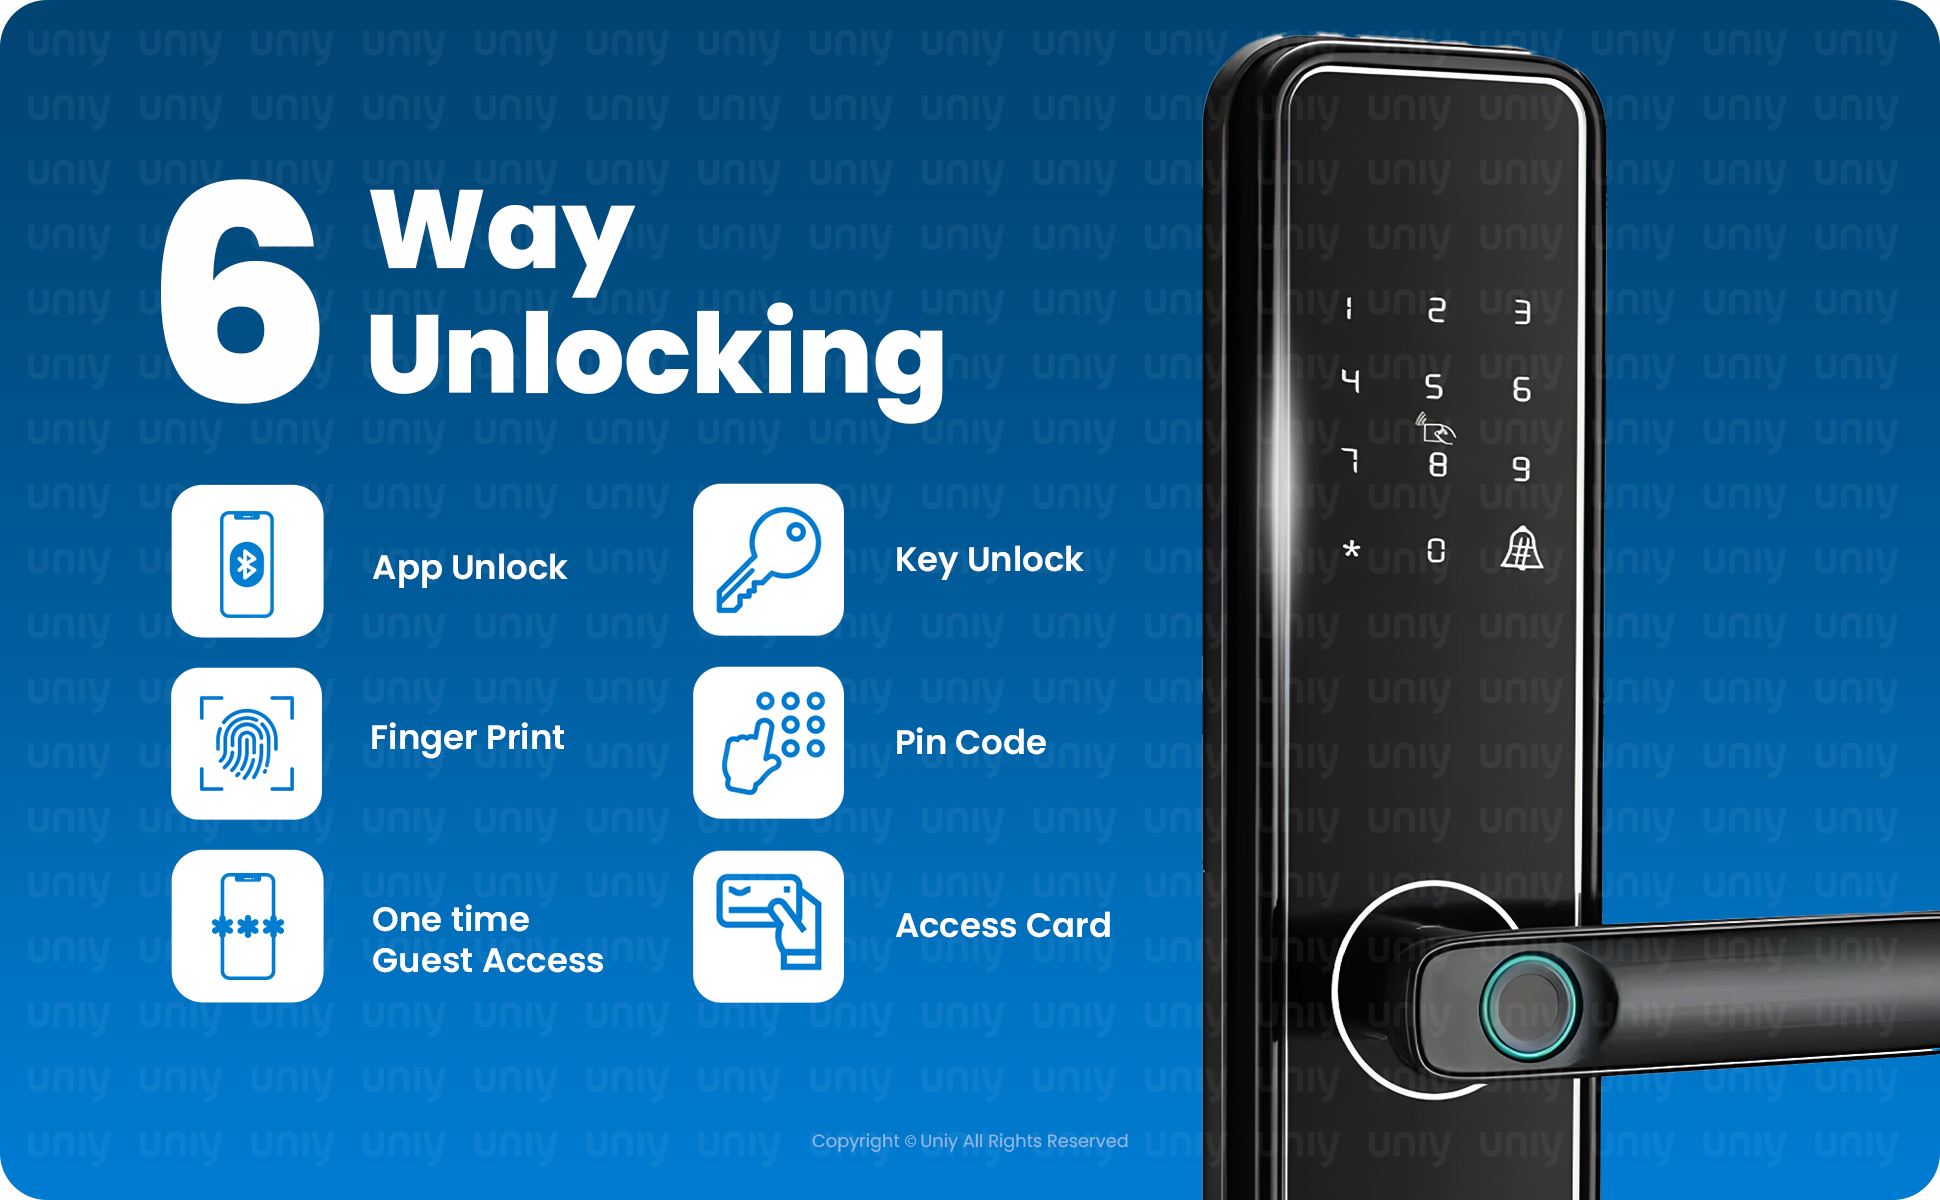 6
Way
Unlocking
App Unlock
Key Unlock
Finger Print
Pin Code
One time
Guest Access
Access Card
1 2 3
4 5 6
7 8 9
* 0 #
Copyright © Uniy All Rights Reserved
uniy